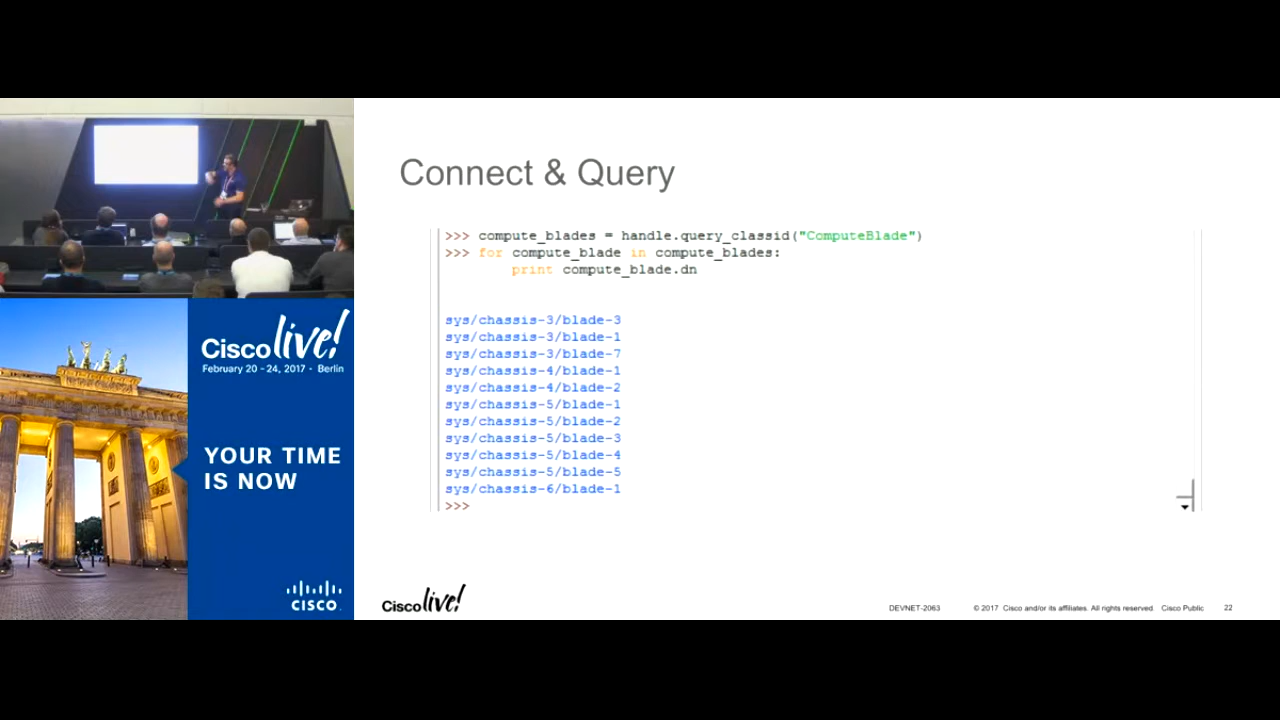 Connect & Query
>>> compute_blades = handle.query_classid("ComputeBlade")
>>> for compute_blade in compute_blades:
print compute_blade.dn
sys/chassis-3/blade-3
sys/chassis-3/blade-1
sys/chassis-3/blade-7
sys/chassis-4/blade-1
sys/chassis-4/blade-2
sys/chassis-5/blade-1
sys/chassis-5/blade-2
sys/chassis-5/blade-3
sys/chassis-5/blade-4
sys/chassis-5/blade-5
sys/chassis-6/blade-1
>>>
Cisco live!
February 20 - 24, 2017 · Berlin
YOUR TIME
IS NOW
CISCO.
Cisco live!
DEVNET-2063 © 2017 Cisco and/or its affiliates. All rights reserved. Cisco Public 22